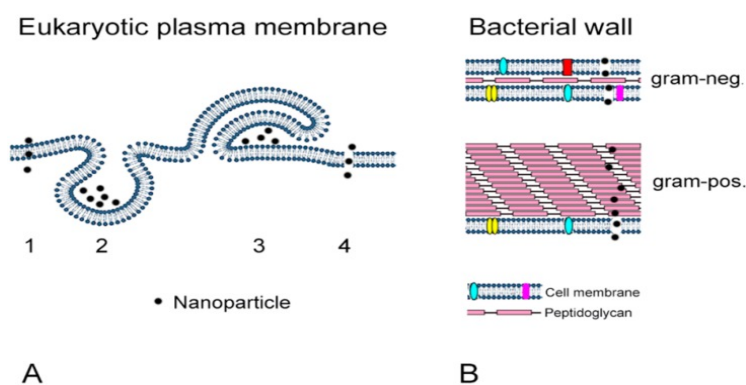 Eukaryotic plasma membrane
1 2 3 4
Nanoparticle
A
Bacterial wall
gram-neg.
gram-pos.
Cell membrane
Peptidoglycan
B